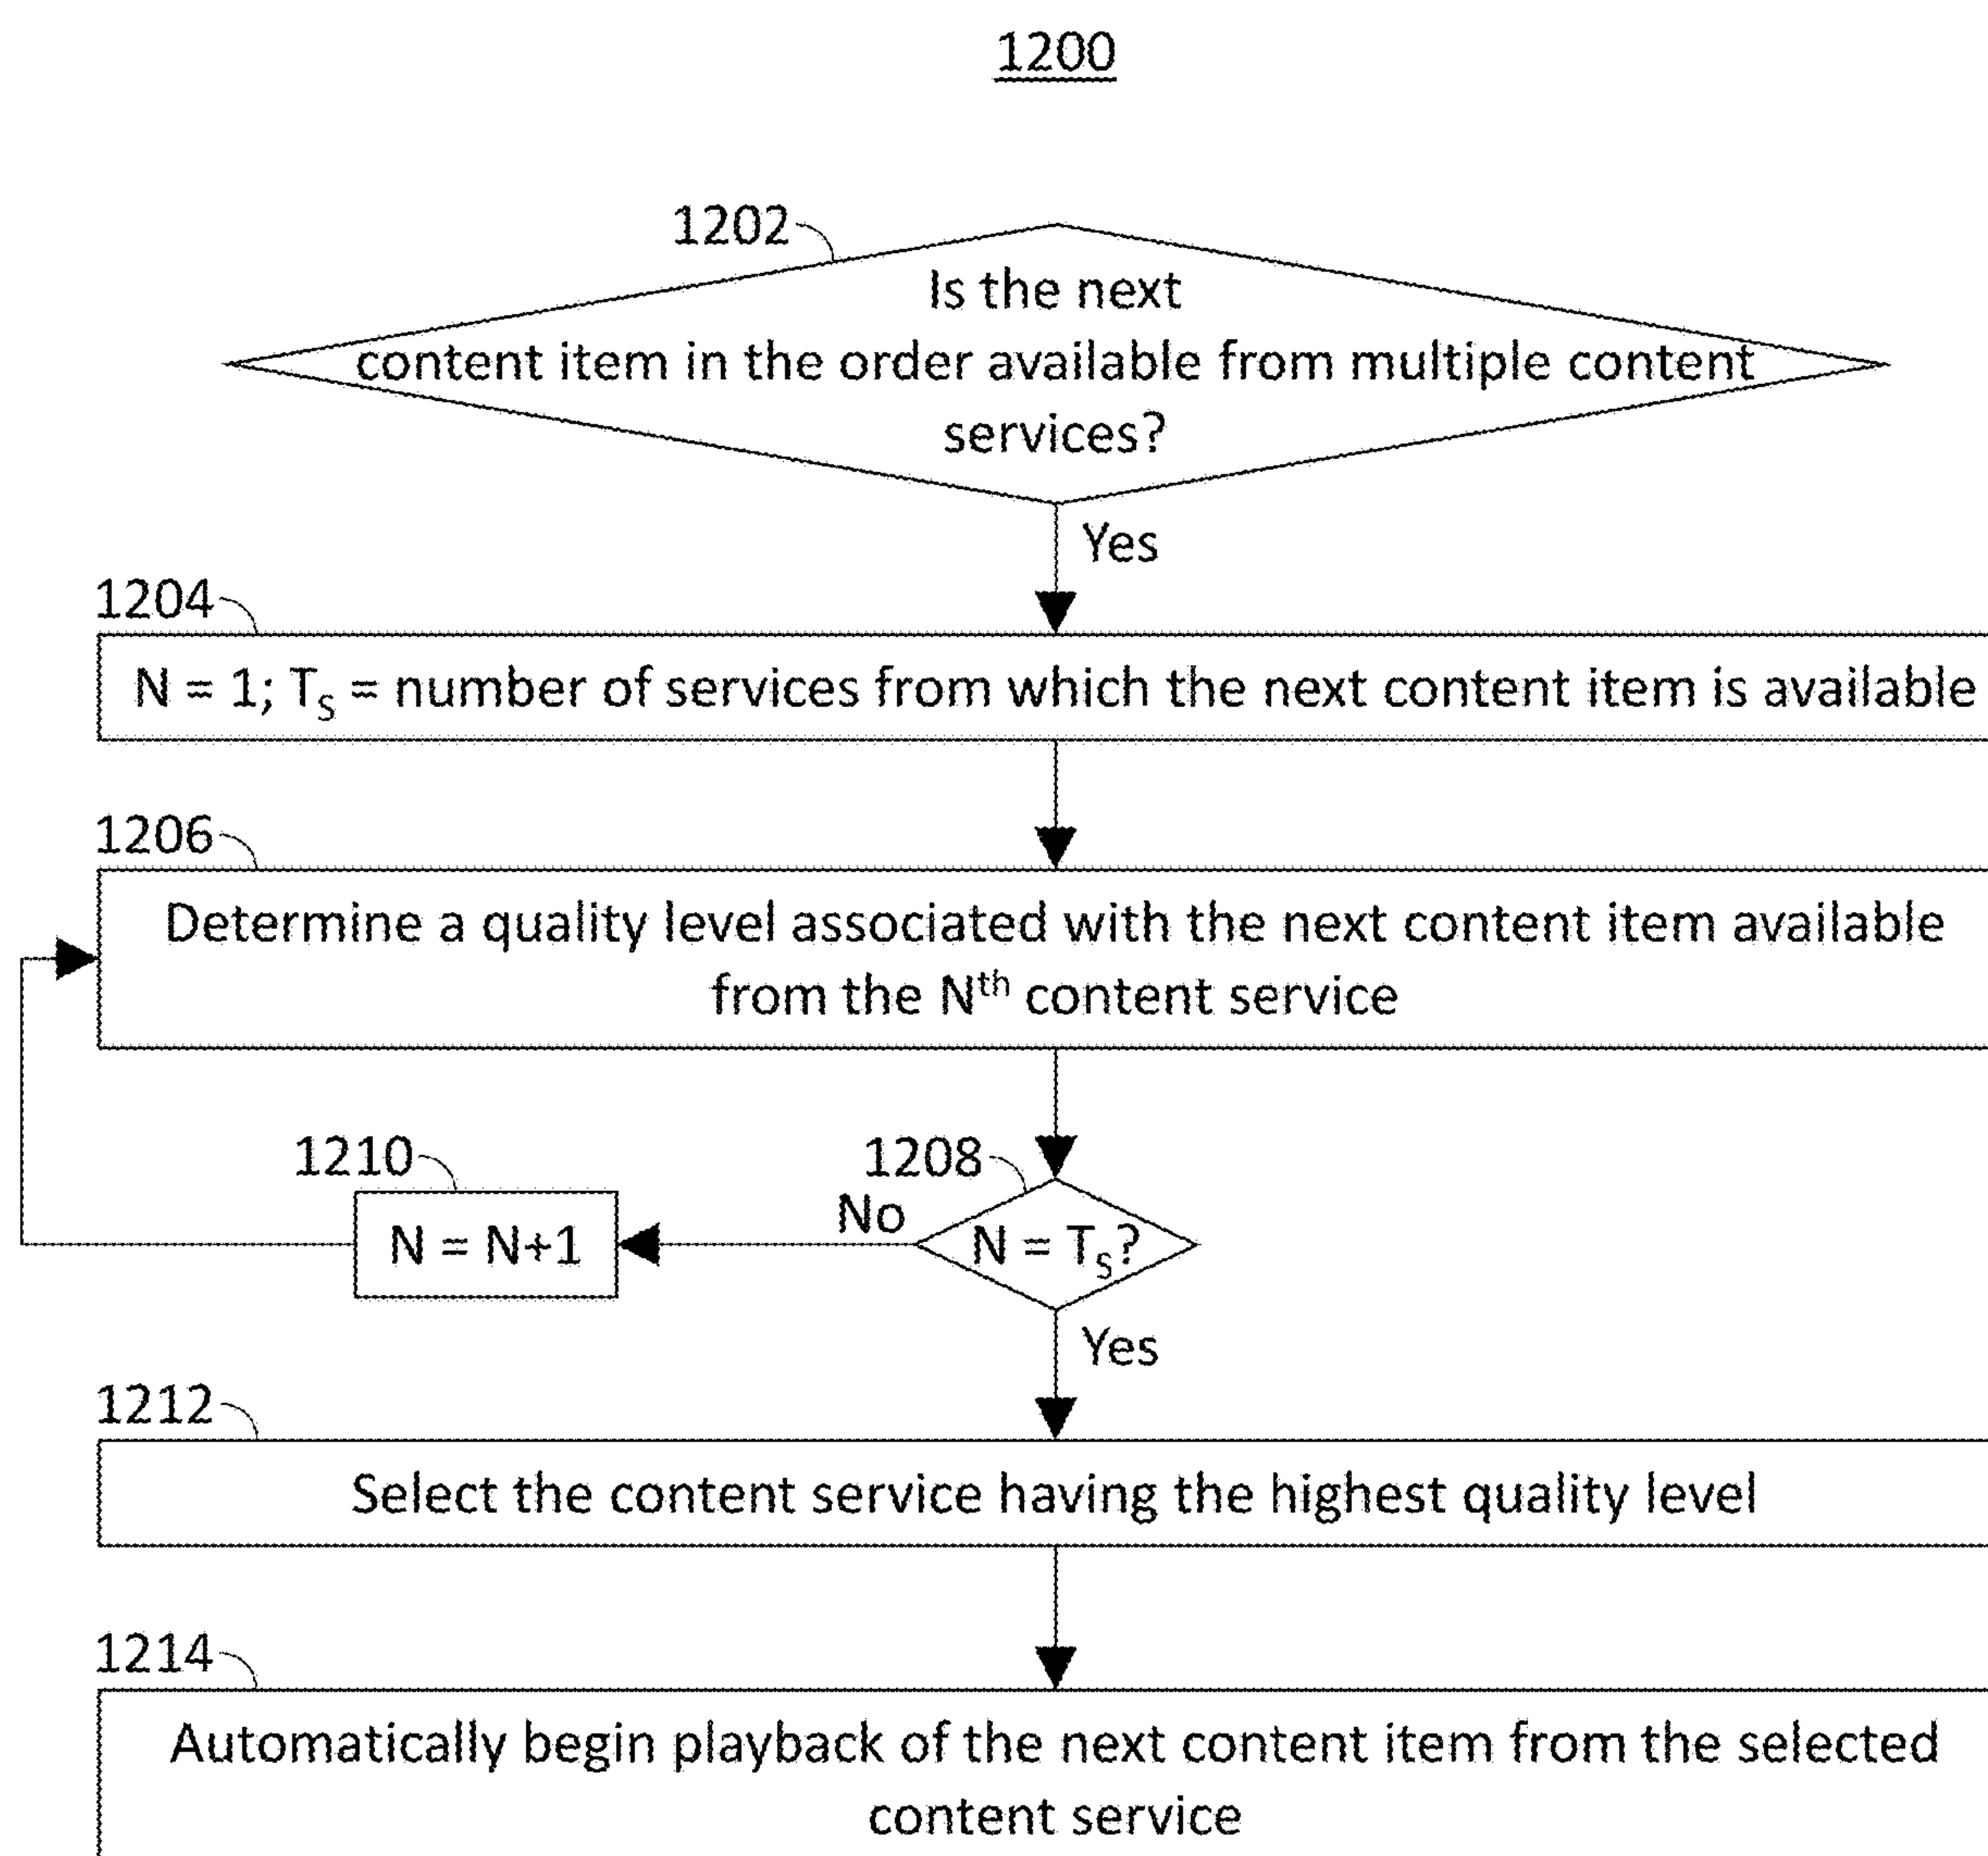 1200
1202
Is the next
content item in the order available from multiple content
services?
Yes
1204
N = 1; Tₛ = number of services from which the next content item is available
1206
Determine a quality level associated with the next content item available
from the Nᵗʰ content service
1210
1208
N = N+1
No
N = Tₛ?
Yes
1212
Select the content service having the highest quality level
1214
Automatically begin playback of the next content item from the selected
content service